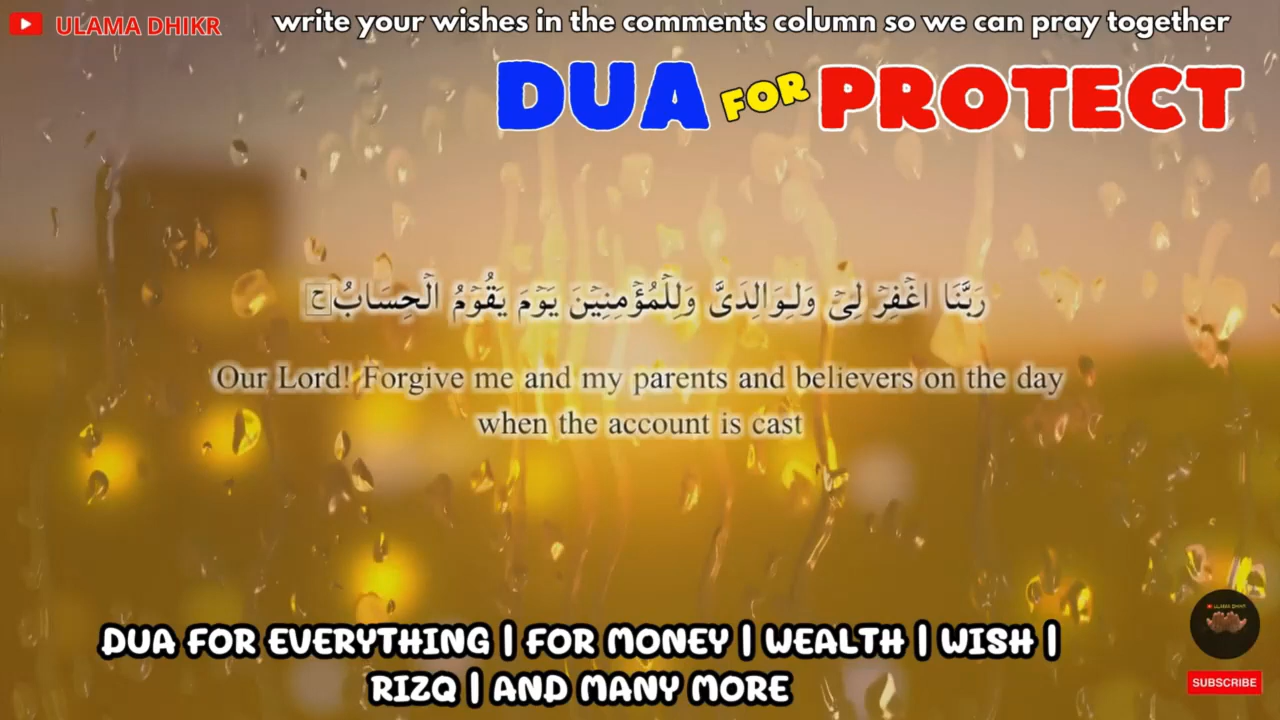 ULAMA DHIKR
write your wishes in the comments column so we can pray together
DUA FOR PROTECT
رَبَّنَا اغْفِرْ لِيْ وَلِوَالِدَيَّ وَلِلْمُؤْمِنِيْنَ يَوْمَ يَقُوْمُ الْحِسَابُ ࣖ
Our Lord! Forgive me and my parents and believers on the day
when the account is cast
DUA FOR EVERYTHING | FOR MONEY | WEALTH | WISH |
RIZQ | AND MANY MORE
ULAMA DHIKR
SUBSCRIBE